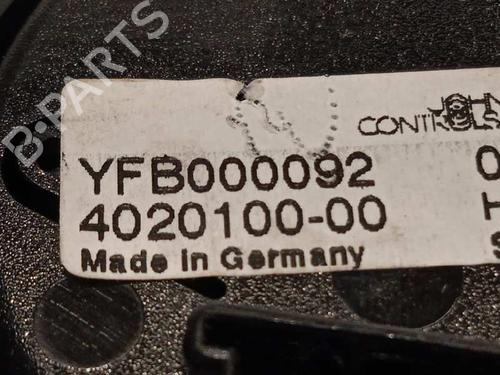 B-PARTS
CONTROLS
YFB000092
4020100-00
Made in Germany